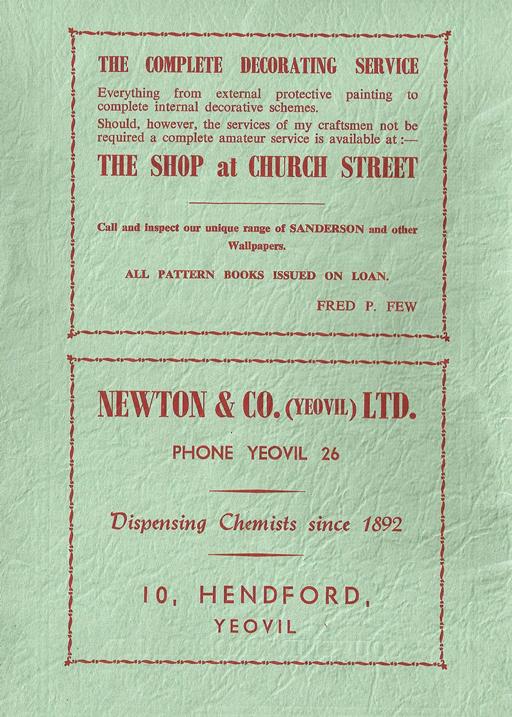 THE COMPLETE DECORATING SERVICE
Everything from external protective painting to
complete internal decorative schemes.
Should, however, the services of my craftsmen not be
required a complete amateur service is available at :—
THE SHOP at CHURCH STREET
Call and inspect our unique range of SANDERSON and other
Wallpapers.
ALL PATTERN BOOKS ISSUED ON LOAN.
FRED P. FEW
NEWTON & CO. (YEOVIL) LTD.
PHONE YEOVIL 26
Dispensing Chemists since 1892
10, HENDFORD,
YEOVIL